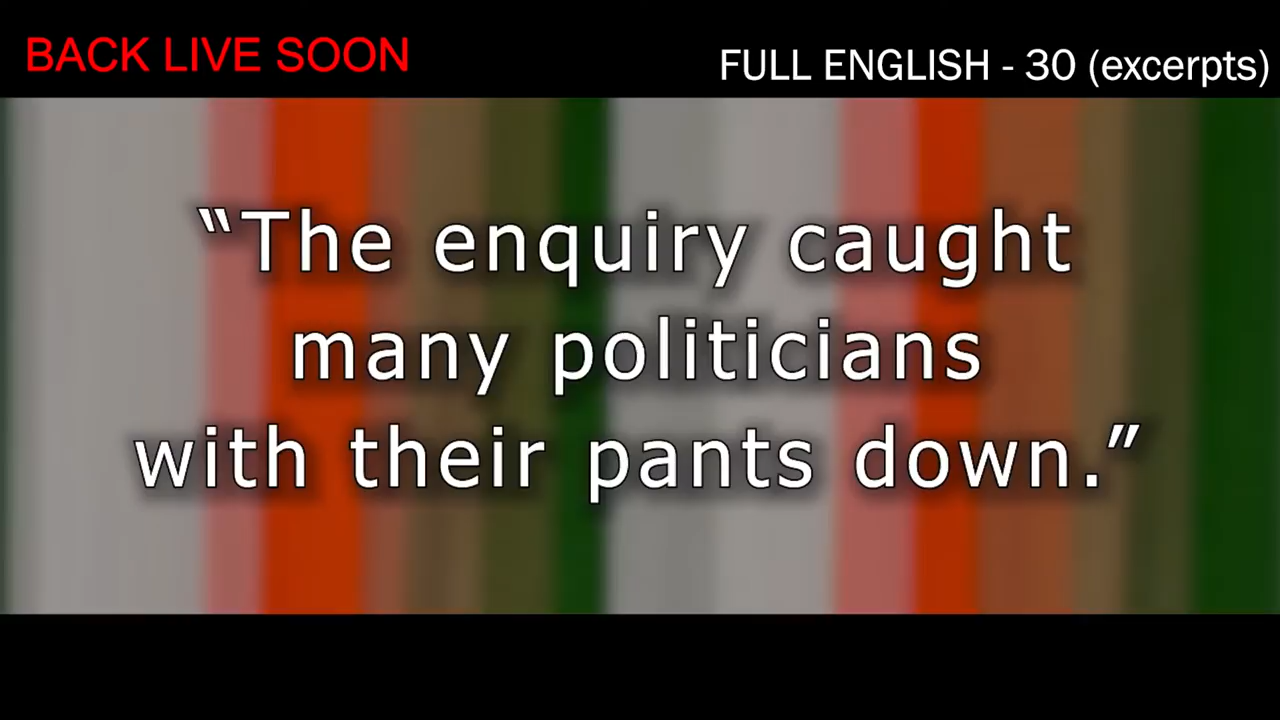 BACK LIVE SOON
FULL ENGLISH - 30 (excerpts)
“The enquiry caught
many politicians
with their pants down.”